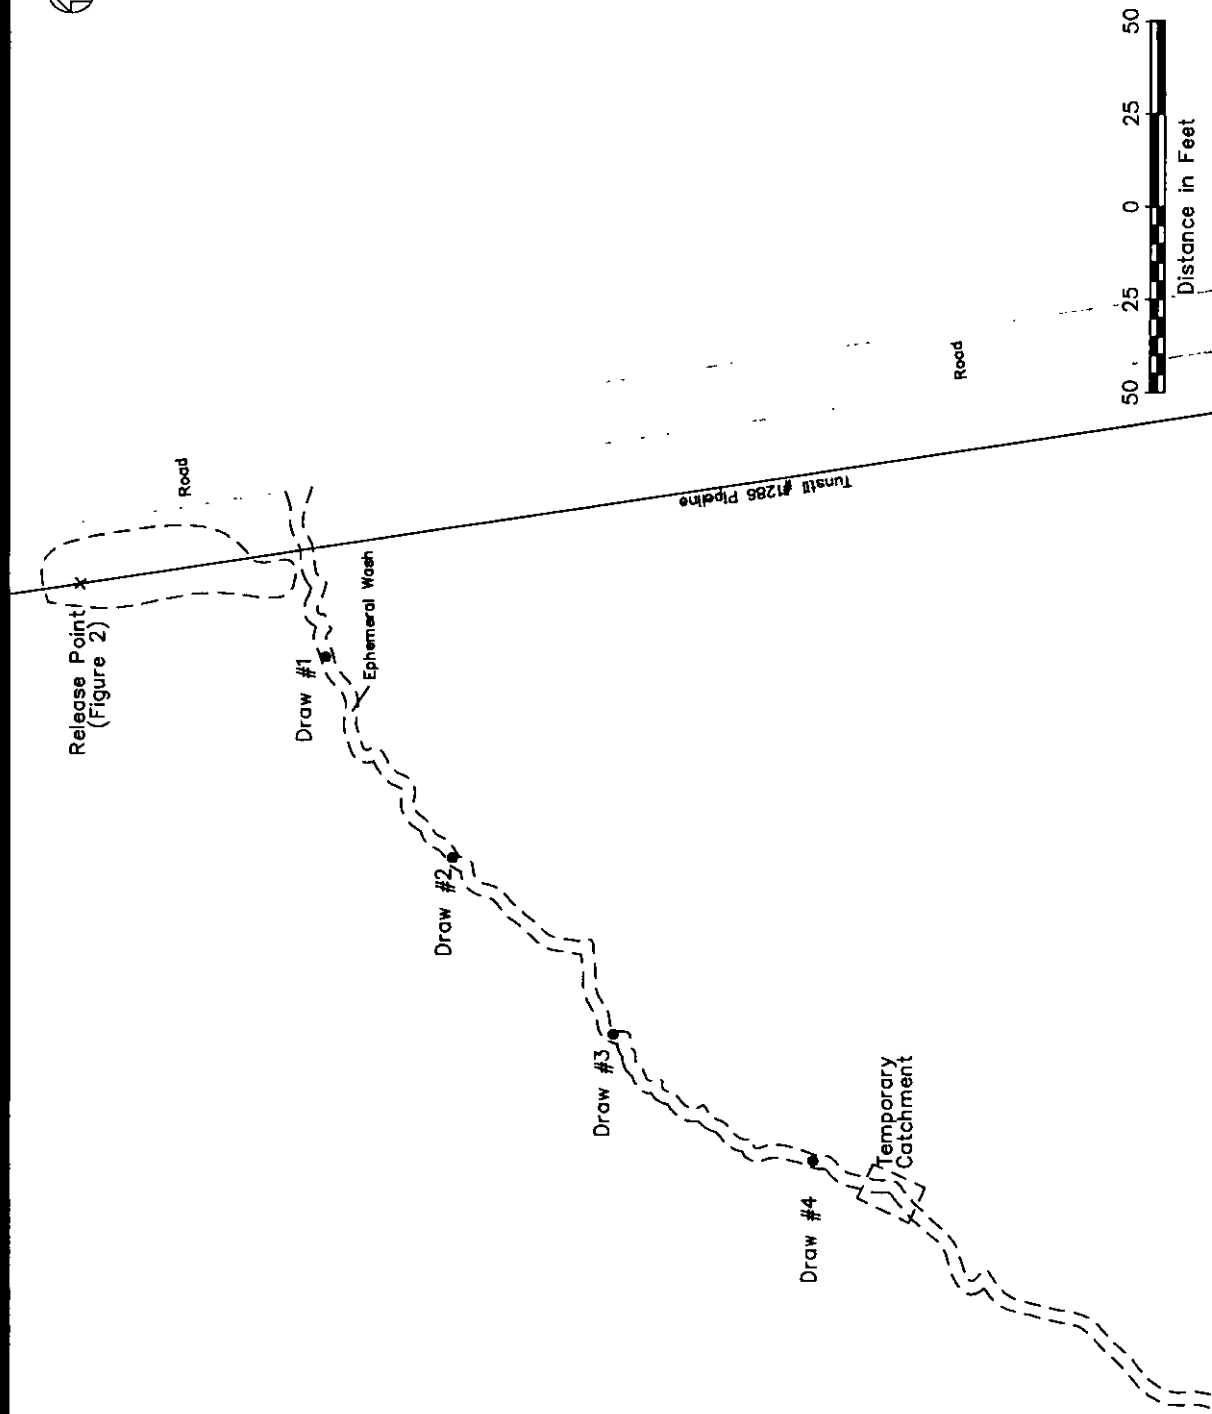 Release Point
(Figure 2)
Road
Draw #1
Ephemeral Wash
Draw #2
Tunstil #1286 Pipeline
Road
Draw #3
Draw #4
Temporary
Catchment
50 25 0 25 50
Distance in Feet